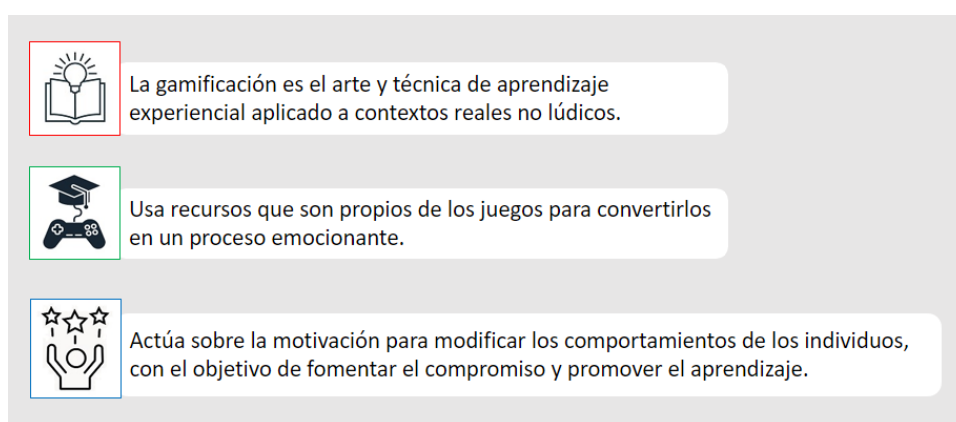 La gamificación es el arte y técnica de aprendizaje
experiencial aplicado a contextos reales no lúdicos.
Usa recursos que son propios de los juegos para convertirlos
en un proceso emocionante.
Actúa sobre la motivación para modificar los comportamientos de los individuos,
con el objetivo de fomentar el compromiso y promover el aprendizaje.